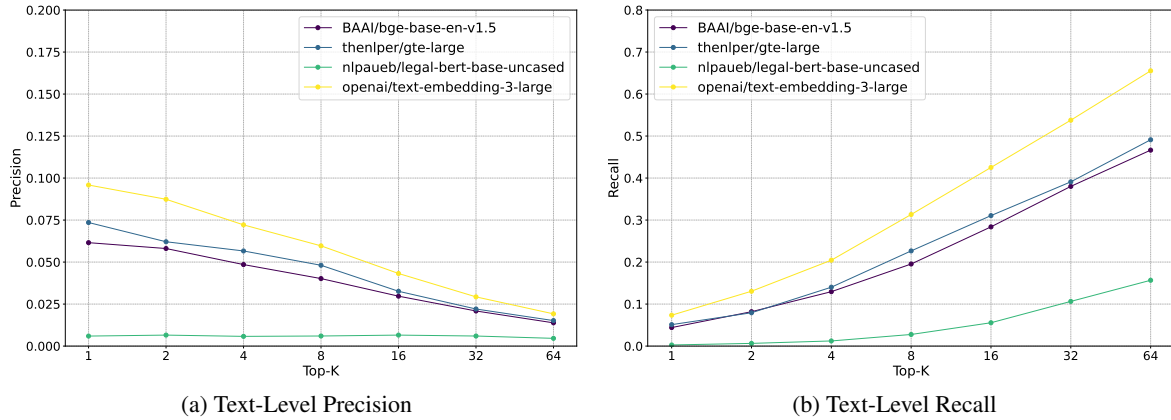 0.200
0.175
0.150
0.125
0.100
0.075
0.050
0.025
0.000
Precision
BAAI/bge-base-en-v1.5
thenlper/gte-large
nlpaueb/legal-bert-base-uncased
openai/text-embedding-3-large
1 2 4 8 16 32 64
Top-K
(a) Text-Level Precision
0.8
0.7
0.6
0.5
0.4
0.3
0.2
0.1
0.0
Recall
BAAI/bge-base-en-v1.5
thenlper/gte-large
nlpaueb/legal-bert-base-uncased
openai/text-embedding-3-large
1 2 4 8 16 32 64
Top-K
(b) Text-Level Recall